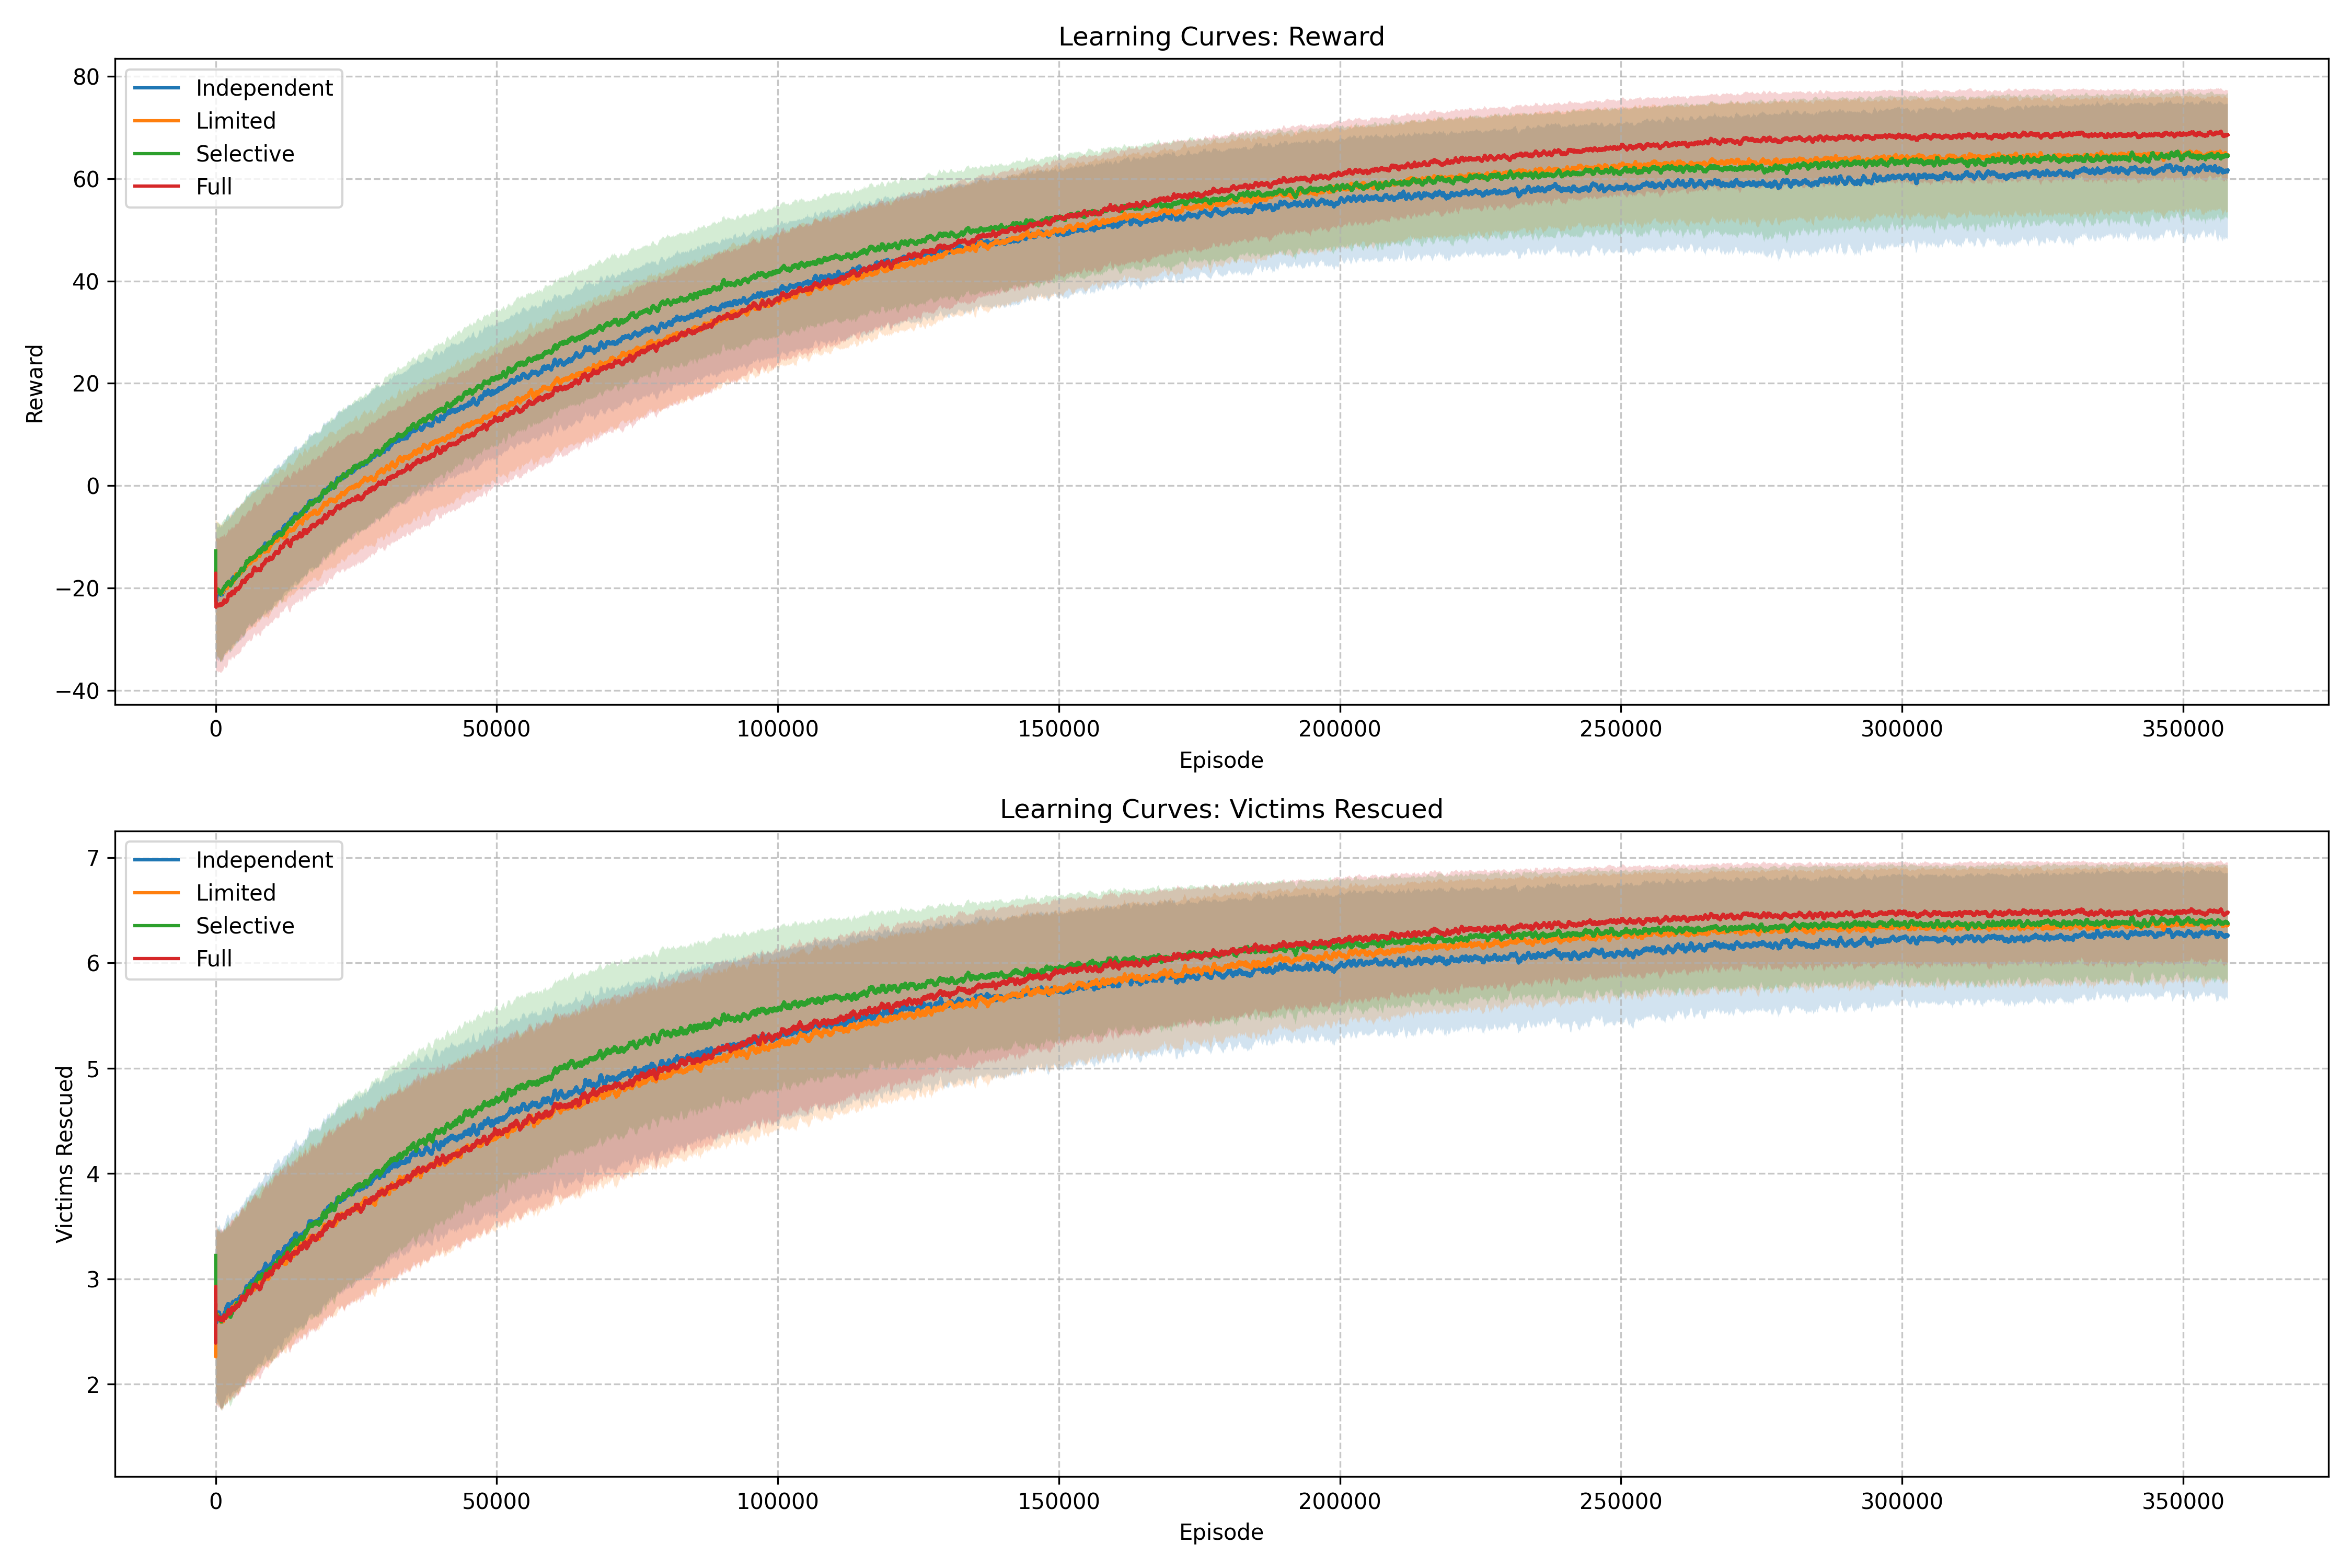 Learning Curves: Reward
80
60
40
20
0
−20
−40
Reward
Independent
Limited
Selective
Full
0 50000 100000 150000 200000 250000 300000 350000
Episode
Learning Curves: Victims Rescued
7
6
5
4
3
2
Victims Rescued
Independent
Limited
Selective
Full
0 50000 100000 150000 200000 250000 300000 350000
Episode